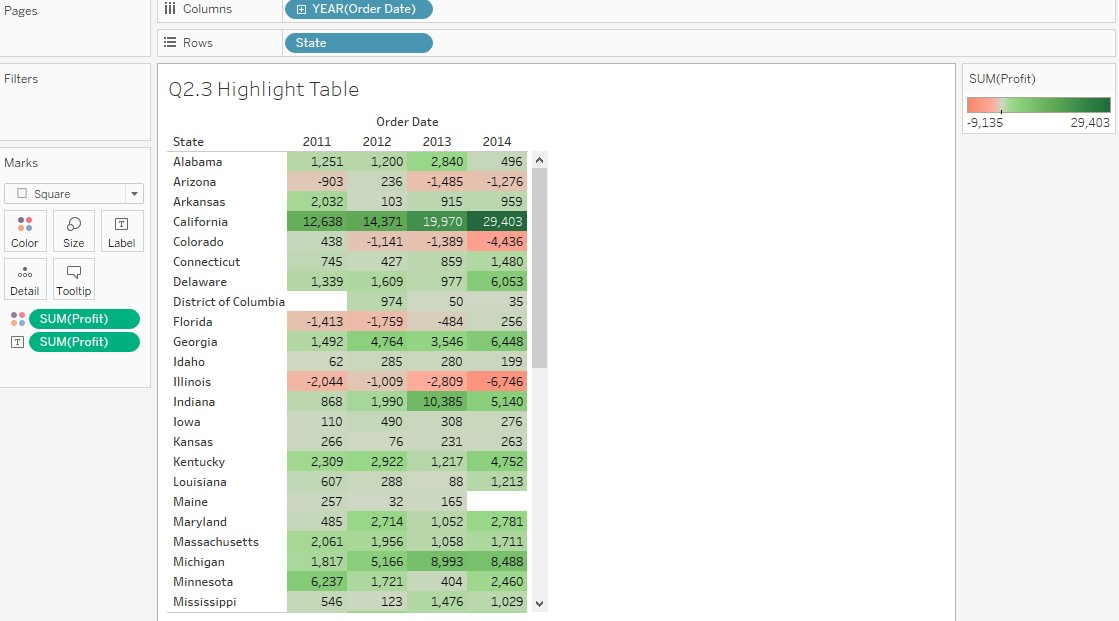 Pages
Columns
YEAR(Order Date)
Rows
State
Filters
Marks
Square
Color Size Label
Detail Tooltip
SUM(Profit)
SUM(Profit)
Q2.3 Highlight Table
Order Date
State 2011 2012 2013 2014
Alabama 1,251 1,200 2,840 496
Arizona -903 236 -1,485 -1,276
Arkansas 2,032 103 915 959
California 12,638 14,371 19,970 29,403
Colorado 438 -1,141 -1,389 -4,436
Connecticut 745 427 859 1,480
Delaware 1,339 1,609 977 6,053
District of Columbia 974 50 35
Florida -1,413 -1,759 -484 256
Georgia 1,492 4,764 3,546 6,448
Idaho 62 285 280 199
Illinois -2,044 -1,009 -2,809 -6,746
Indiana 868 1,990 10,385 5,140
Iowa 110 490 308 276
Kansas 266 76 231 263
Kentucky 2,309 2,922 1,217 4,752
Louisiana 607 288 88 1,213
Maine 257 32 165
Maryland 485 2,714 1,052 2,781
Massachusetts 2,061 1,956 1,058 1,711
Michigan 1,817 5,166 8,993 8,488
Minnesota 6,237 1,721 404 2,460
Mississippi 546 123 1,476 1,029
SUM(Profit)
-9,135 29,403